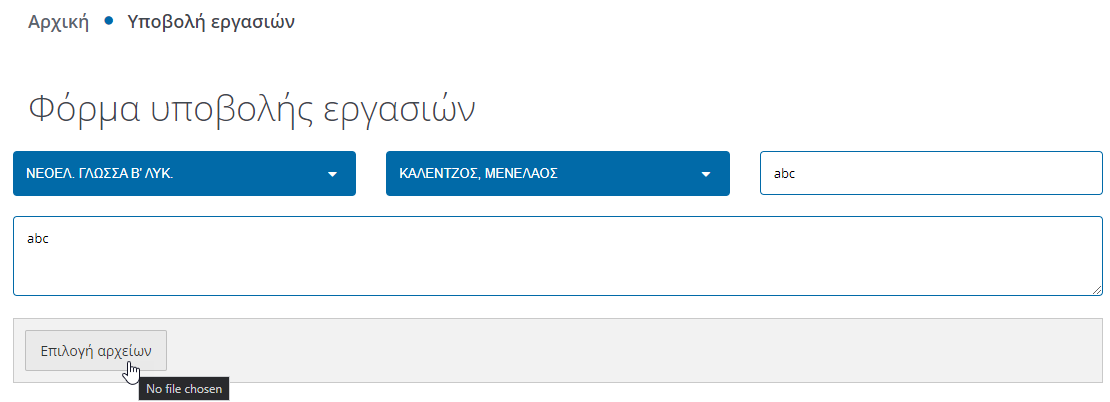 Αρχική • Υποβολή εργασιών
Φόρμα υποβολής εργασιών
ΝΕΟΕΛ. ΓΛΩΣΣΑ Β' ΛΥΚ. ΚΑΛΕΝΤΖΟΣ, ΜΕΝΕΛΑΟΣ abc
abc
Επιλογή αρχείων
No file chosen